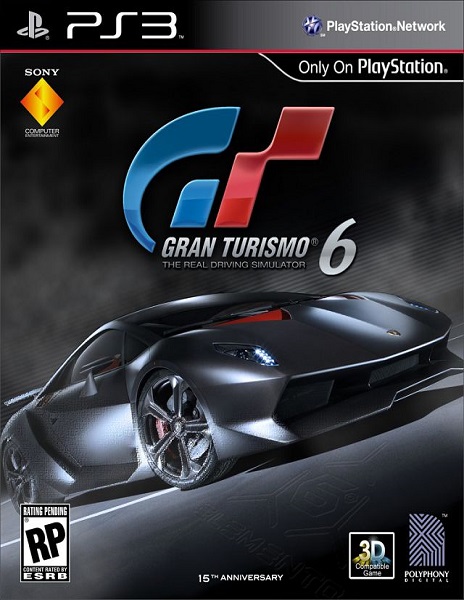 PS3™
PlayStation®Network
Only On PlayStation®
SONY
COMPUTER
ENTERTAINMENT
GT
GRAN TURISMO® 6
THE REAL DRIVING SIMULATOR
RATING PENDING
RP
CONTENT RATED BY
ESRB
15TH ANNIVERSARY
3D
Compatible
Game
POLYPHONY
DIGITAL